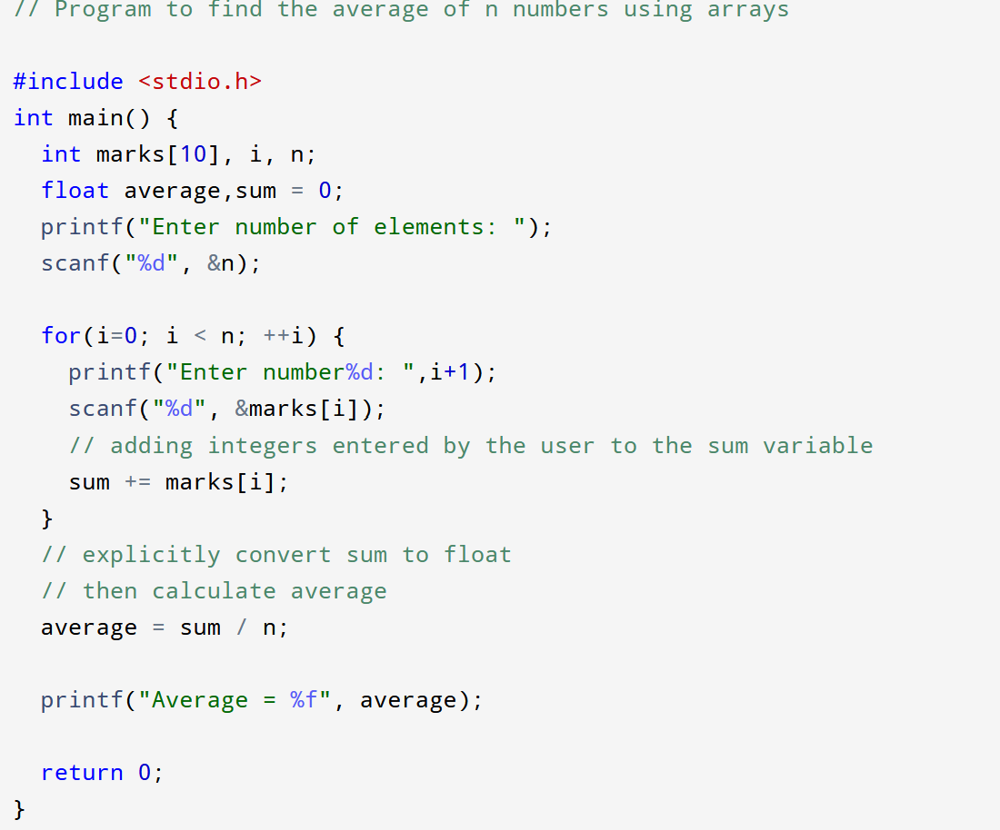 // Program to find the average of n numbers using arrays
#include <stdio.h>
int main() {
int marks[10], i, n;
float average,sum = 0;
printf("Enter number of elements: ");
scanf("%d", &n);
for(i=0; i < n; ++i) {
printf("Enter number%d: ",i+1);
scanf("%d", &marks[i]);
// adding integers entered by the user to the sum variable
sum += marks[i];
}
// explicitly convert sum to float
// then calculate average
average = sum / n;
printf("Average = %f", average);
return 0;
}